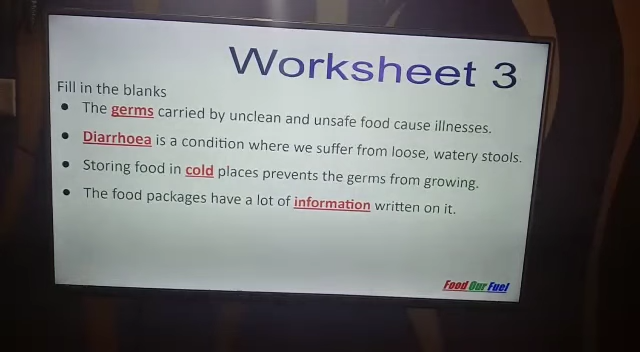 Worksheet 3
Fill in the blanks
• The germs carried by unclean and unsafe food cause illnesses.
• Diarrhoea is a condition where we suffer from loose, watery stools.
• Storing food in cold places prevents the germs from growing.
• The food packages have a lot of information written on it.
Food Our Fuel